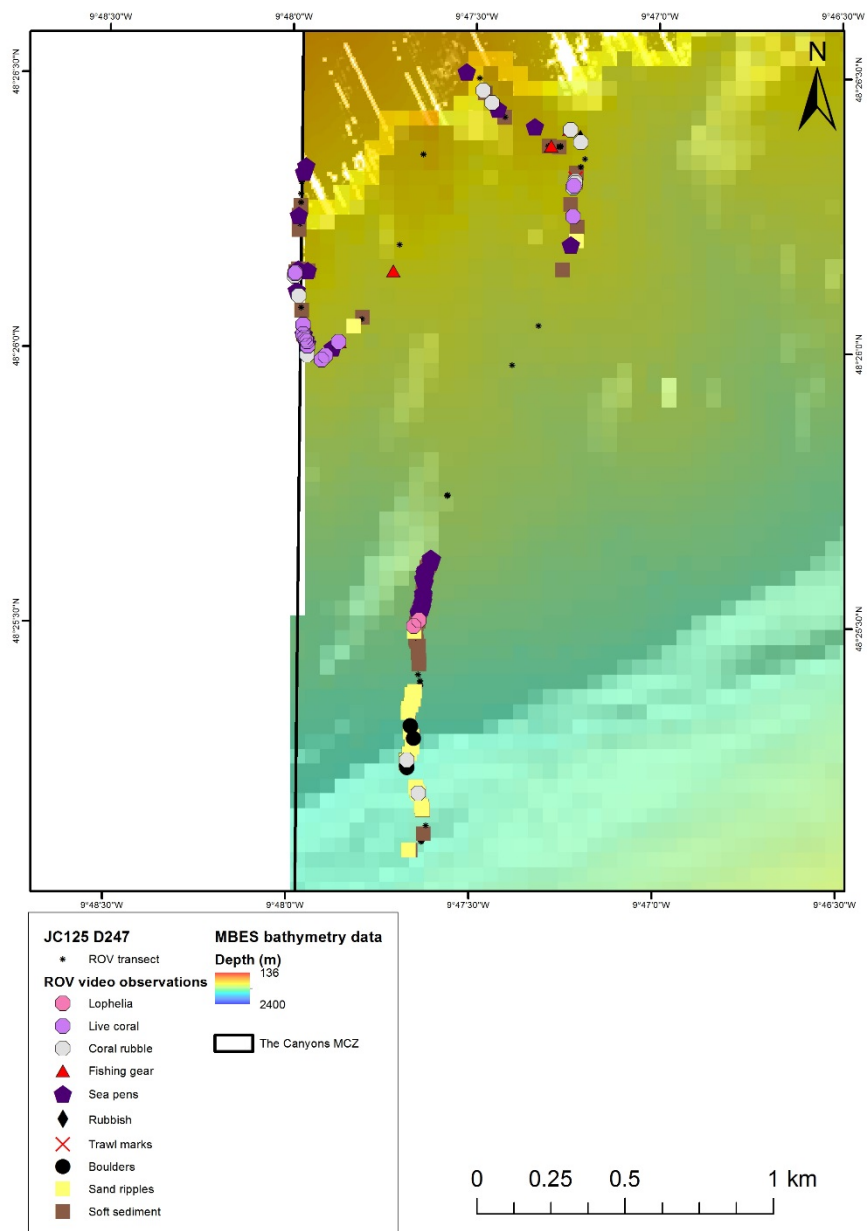 9°48'30"W 9°48'0"W 9°47'30"W 9°47'0"W 9°46'30"W
N
48°26'30"N 48°26'30"N
48°26'0"N 48°26'0"N
48°25'30"N 48°25'30"N
9°48'30"W 9°48'0"W 9°47'30"W 9°47'0"W 9°46'30"W
JC125 D247 MBES bathymetry data
ROV transect Depth (m)
ROV video observations 136
Lophelia 2400
Live coral
Coral rubble The Canyons MCZ
Fishing gear
Sea pens
Rubbish
Trawl marks
Boulders
Sand ripples
Soft sediment
0 0.25 0.5 1 km